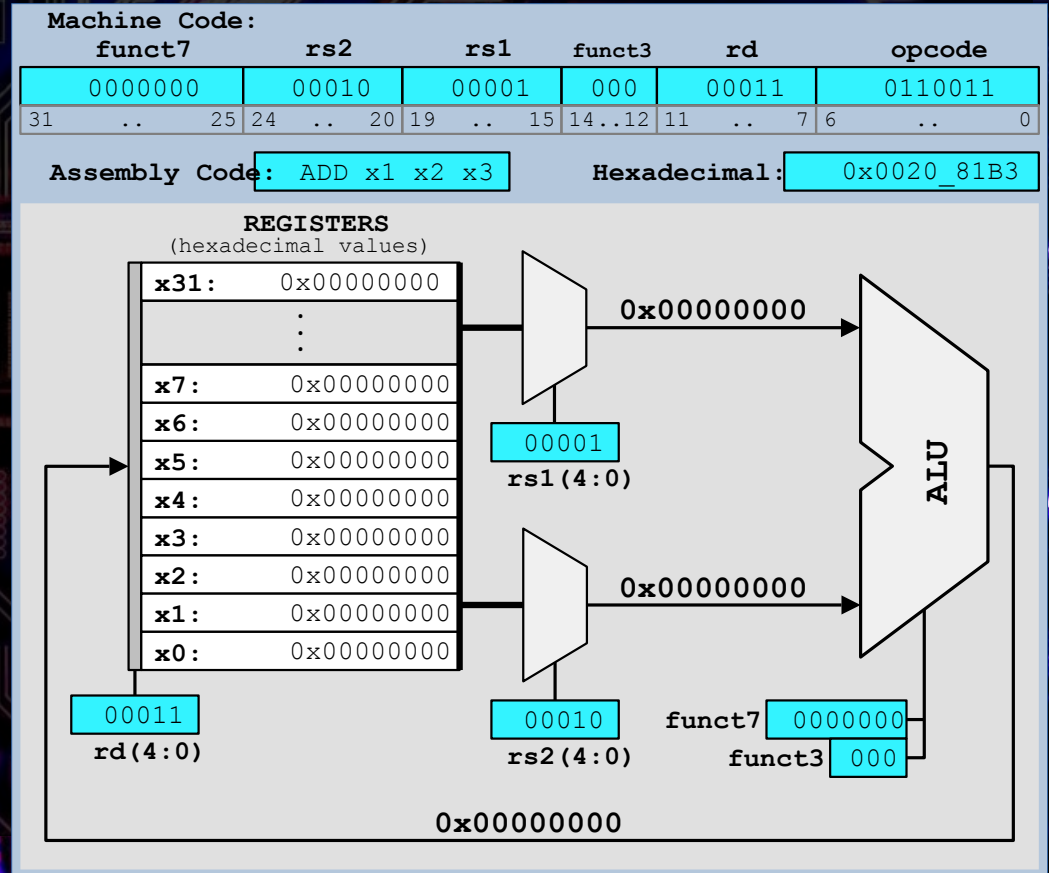 Machine Code:
funct7 rs2 rs1 funct3 rd opcode
0000000 00010 00001 000 00011 0110011
31 .. 25 24 .. 20 19 .. 15 14..12 11 .. 7 6 .. 0
Assembly Code: ADD x1 x2 x3 Hexadecimal: 0x0020_81B3
REGISTERS
(hexadecimal values)
x31: 0x00000000
.
.
.
x7: 0x00000000
x6: 0x00000000
x5: 0x00000000
x4: 0x00000000
x3: 0x00000000
x2: 0x00000000
x1: 0x00000000
x0: 0x00000000
00011
rd(4:0)
0x00000000
00001
rs1(4:0)
0x00000000
00010
rs2(4:0)
ALU
funct7 0000000
funct3 000
0x00000000